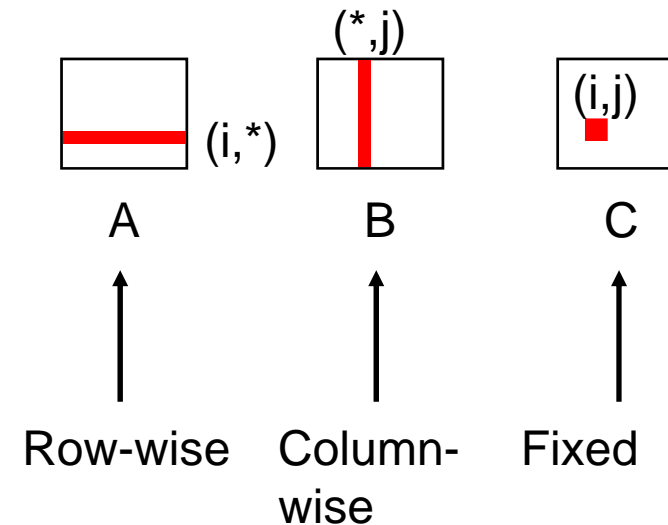 (*,j)
(i,j)
(i,*)
A B C
Row-wise Column- Fixed
wise